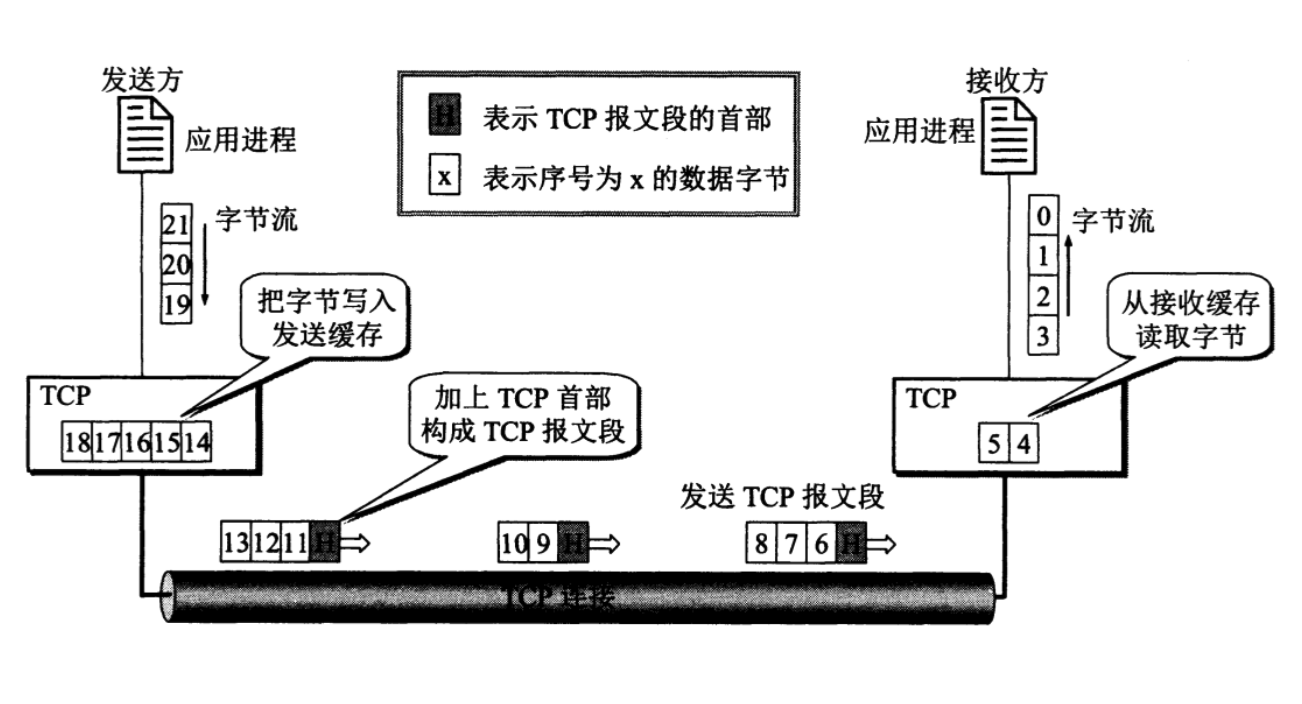 发送方
应用进程
H 表示 TCP 报文段的首部
x 表示序号为 x 的数据字节
接收方
应用进程
21
20
19
字节流
把字节写入
发送缓存
0
1
2
3
字节流
从接收缓存
读取字节
TCP
18 17 16 15 14
加上 TCP 首部
构成 TCP 报文段
TCP
5 4
发送 TCP 报文段
13 12 11 H
10 9 H
8 7 6 H
TCP 连接